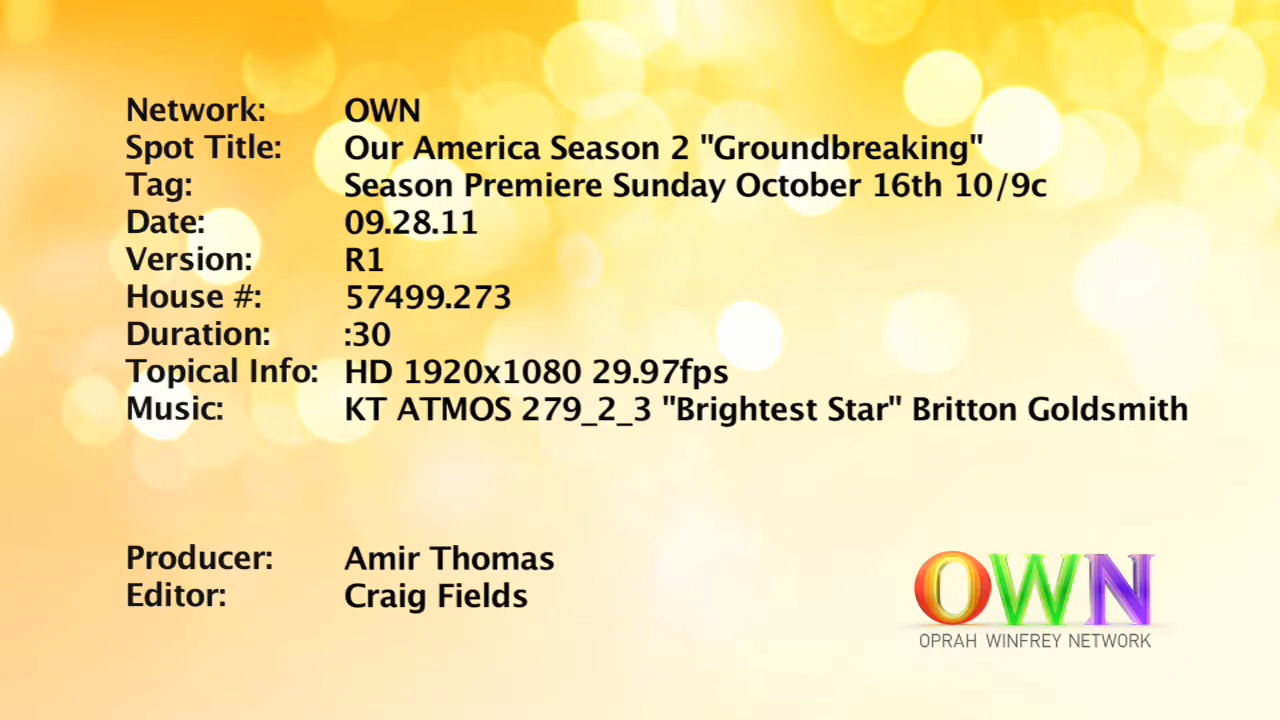 Network: OWN
Spot Title: Our America Season 2 "Groundbreaking"
Tag: Season Premiere Sunday October 16th 10/9c
Date: 09.28.11
Version: R1
House #: 57499.273
Duration: :30
Topical Info: HD 1920x1080 29.97fps
Music: KT ATMOS 279_2_3 "Brightest Star" Britton Goldsmith
Producer: Amir Thomas
Editor: Craig Fields
OWN
OPRAH WINFREY NETWORK